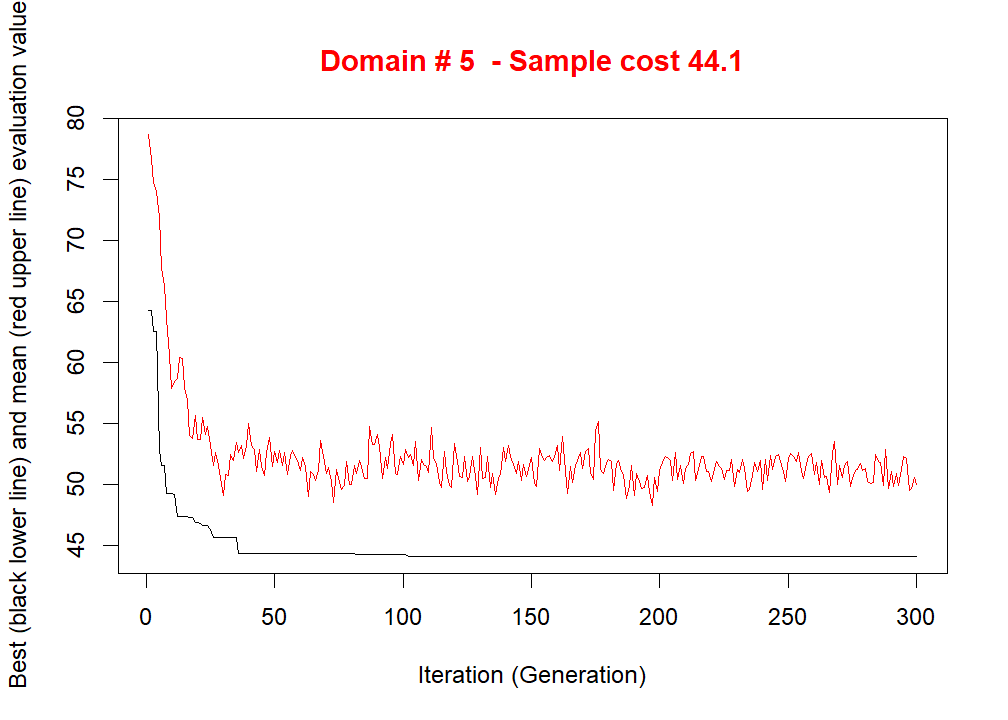 Domain # 5  - Sample cost 44.1
Best (black lower line) and mean (red upper line) evaluation value
80
75
70
65
60
55
50
45
0 50 100 150 200 250 300
Iteration (Generation)